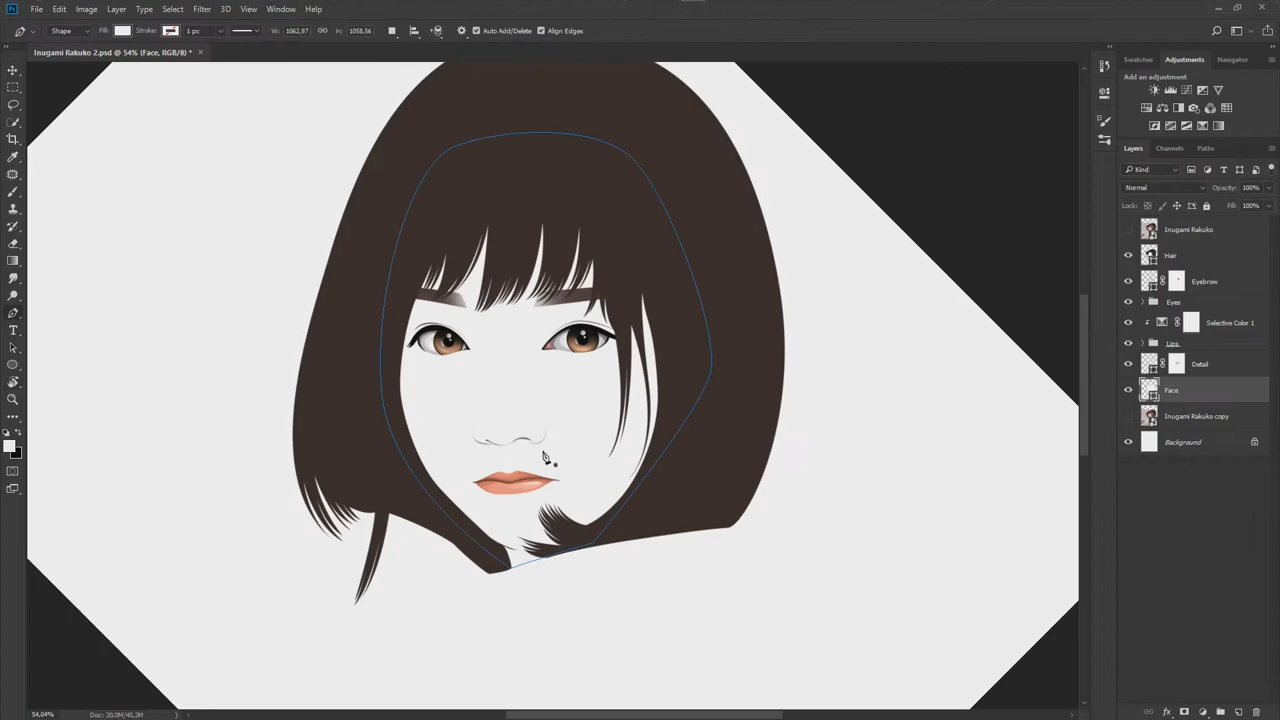 Ps File Edit Image Layer Type Select Filter 3D View Window Help
Shape Fill: Stroke: 1 px W: 1062,97 H: 1058,56 Auto Add/Delete Align Edges
Inugami Rakuko 2.psd @ 54% (Face, RGB/8) * ×
Swatches Adjustments Navigator
Add an adjustment
Layers Channels Paths
Kind
Normal Opacity: 100%
Lock: Fill: 100%
Inugami Rakuko
Hair
Eyebrow
Eyes
Selective Color 1
Lips
Detail
Face
Inugami Rakuko copy
Background
54,04% Doc: 20,0M/45,2M